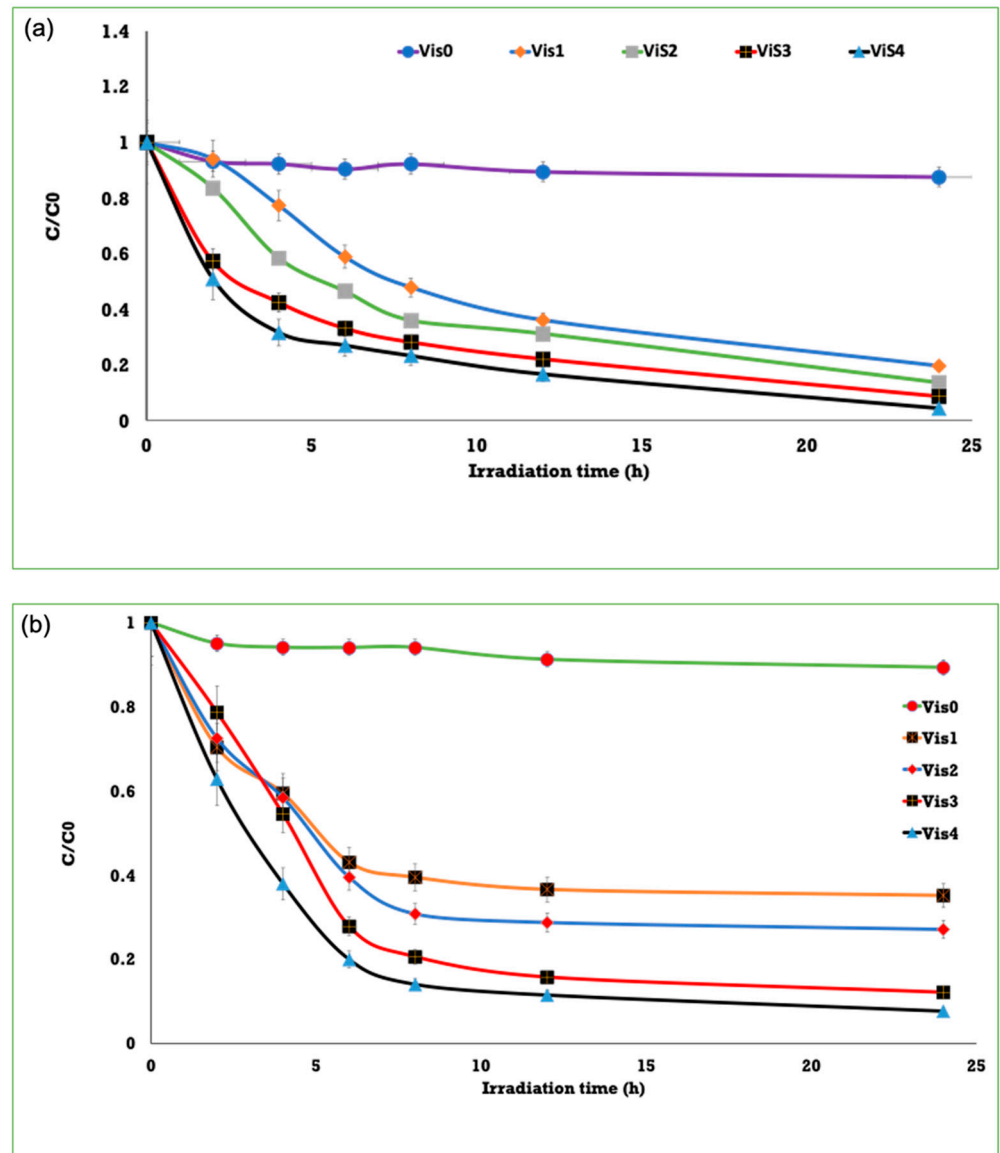 (a)
1.4
Vis0 Vis1 ViS2 ViS3 ViS4
1.2
1
0.8
0.6
0.4
0.2
0
C/C0
0 5 10 15 20 25
Irradiation time (h)
(b)
1
0.8
0.6
0.4
0.2
0
C/C0
Vis0
Vis1
Vis2
Vis3
Vis4
0 5 10 15 20 25
Irradiation time (h)